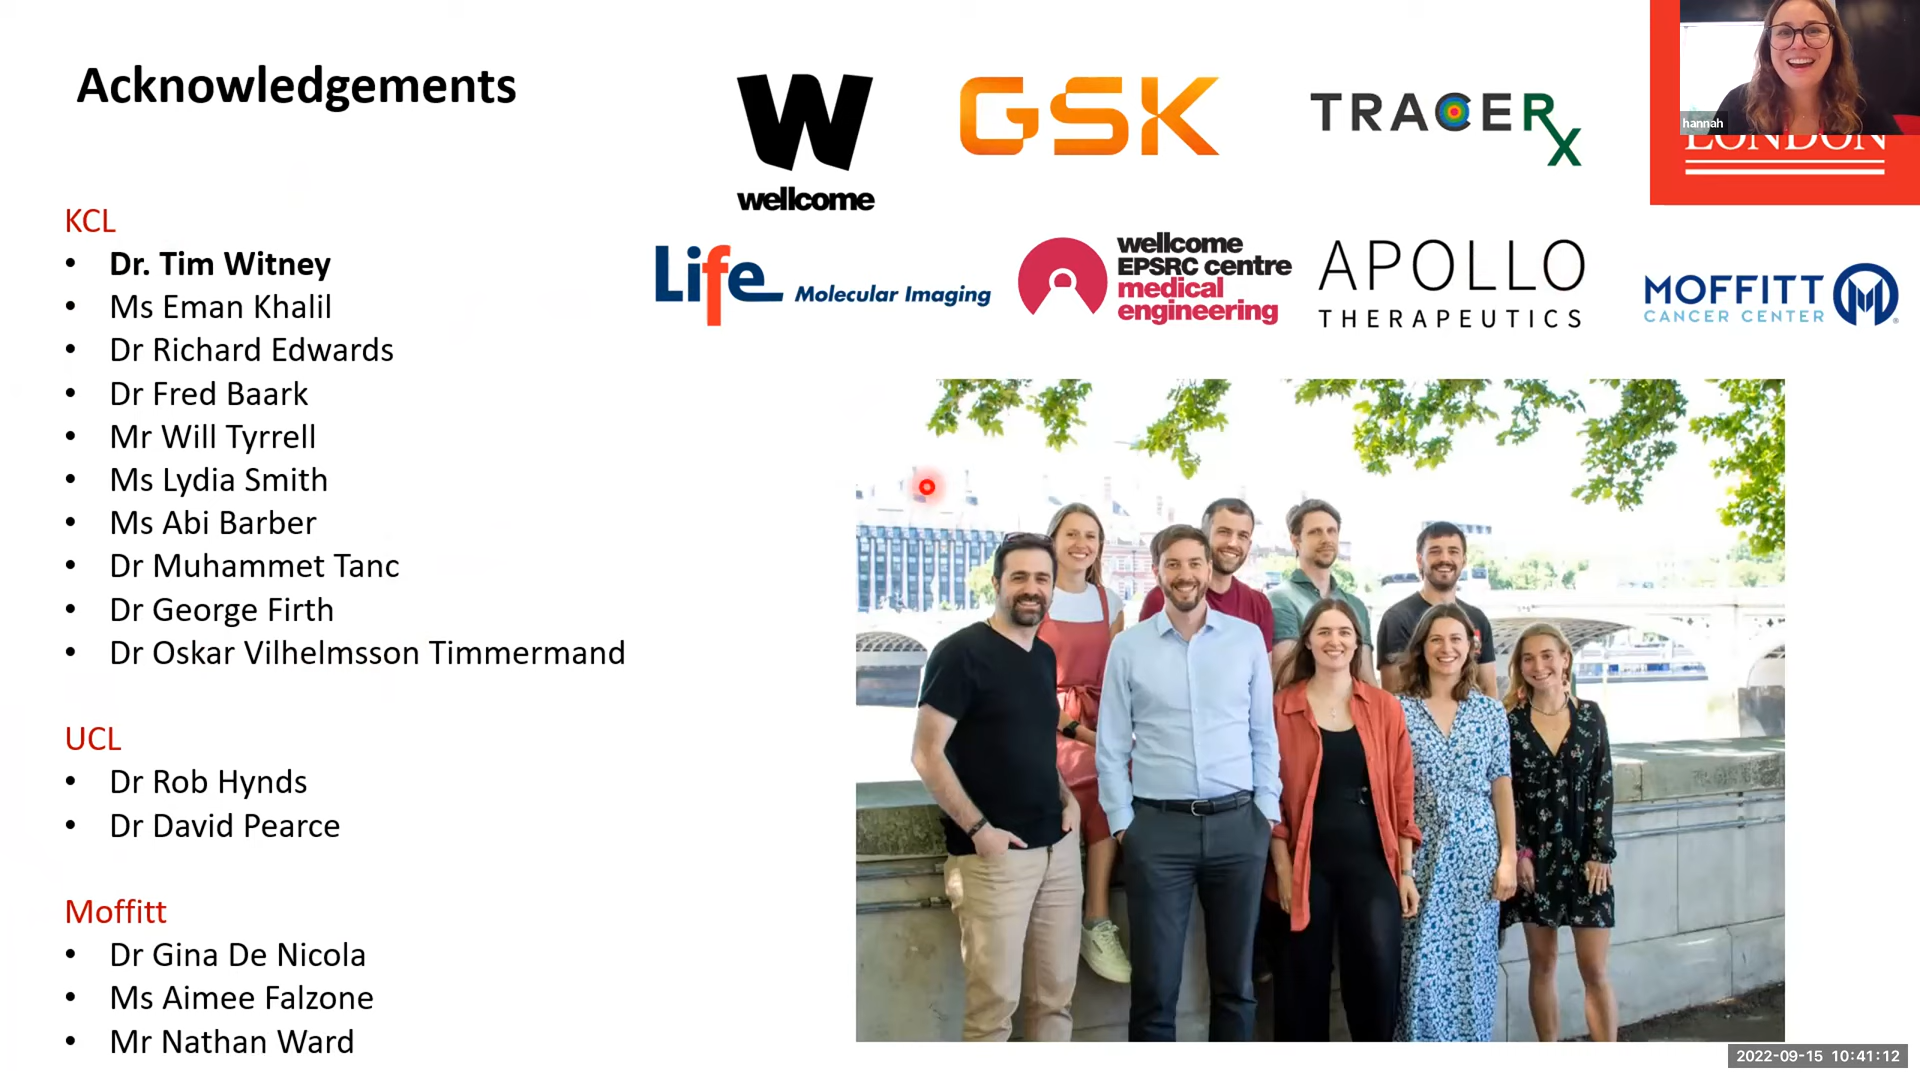 Acknowledgements
W
wellcome
GSK
TRACERx
hannah
LONDON
Life Molecular Imaging
wellcome
EPSRC centre
medical
engineering
APOLLO
THERAPEUTICS
MOFFITT
CANCER CENTER
KCL
• Dr. Tim Witney
• Ms Eman Khalil
• Dr Richard Edwards
• Dr Fred Baark
• Mr Will Tyrrell
• Ms Lydia Smith
• Ms Abi Barber
• Dr Muhammet Tanc
• Dr George Firth
• Dr Oskar Vilhelmsson Timmermand
UCL
• Dr Rob Hynds
• Dr David Pearce
Moffitt
• Dr Gina De Nicola
• Ms Aimee Falzone
• Mr Nathan Ward
2022-09-15 10:41:12